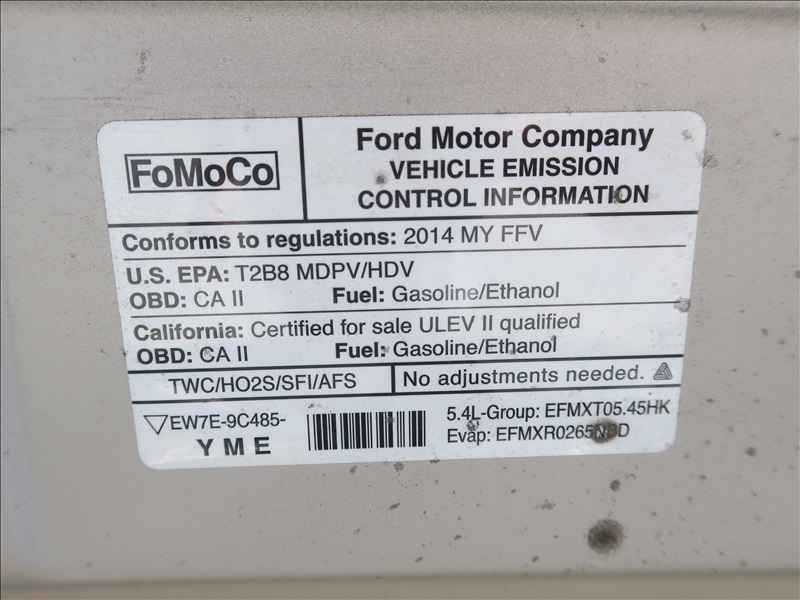 FoMoCo
Ford Motor Company
VEHICLE EMISSION
CONTROL INFORMATION
Conforms to regulations: 2014 MY FFV
U.S. EPA: T2B8 MDPV/HDV
OBD: CA II Fuel: Gasoline/Ethanol
California: Certified for sale ULEV II qualified
OBD: CA II Fuel: Gasoline/Ethanol
TWC/HO2S/SFI/AFS No adjustments needed.
EW7E-9C485-
YME
5.4L-Group: EFMXT05.45HK
Evap: